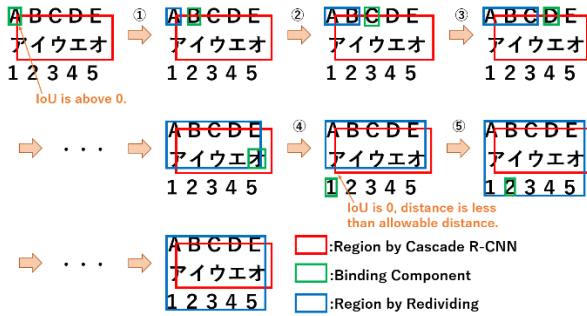 ① ② ③
A B C D E A B C D E A B C D E A B C D E
アイウエオ アイウエオ アイウエオ アイウエオ
1 2 3 4 5 1 2 3 4 5 1 2 3 4 5 1 2 3 4 5
IoU is above 0.
④ ⑤
・・・ A B C D E A B C D E A B C D E
アイウエオ アイウエオ アイウエオ
1 2 3 4 5 1 2 3 4 5 1 2 3 4 5
IoU is 0, distance is less
than allowable distance.
A B C D E :Region by Cascade R-CNN
・・・ アイウエオ :Binding Component
1 2 3 4 5 :Region by Redividing